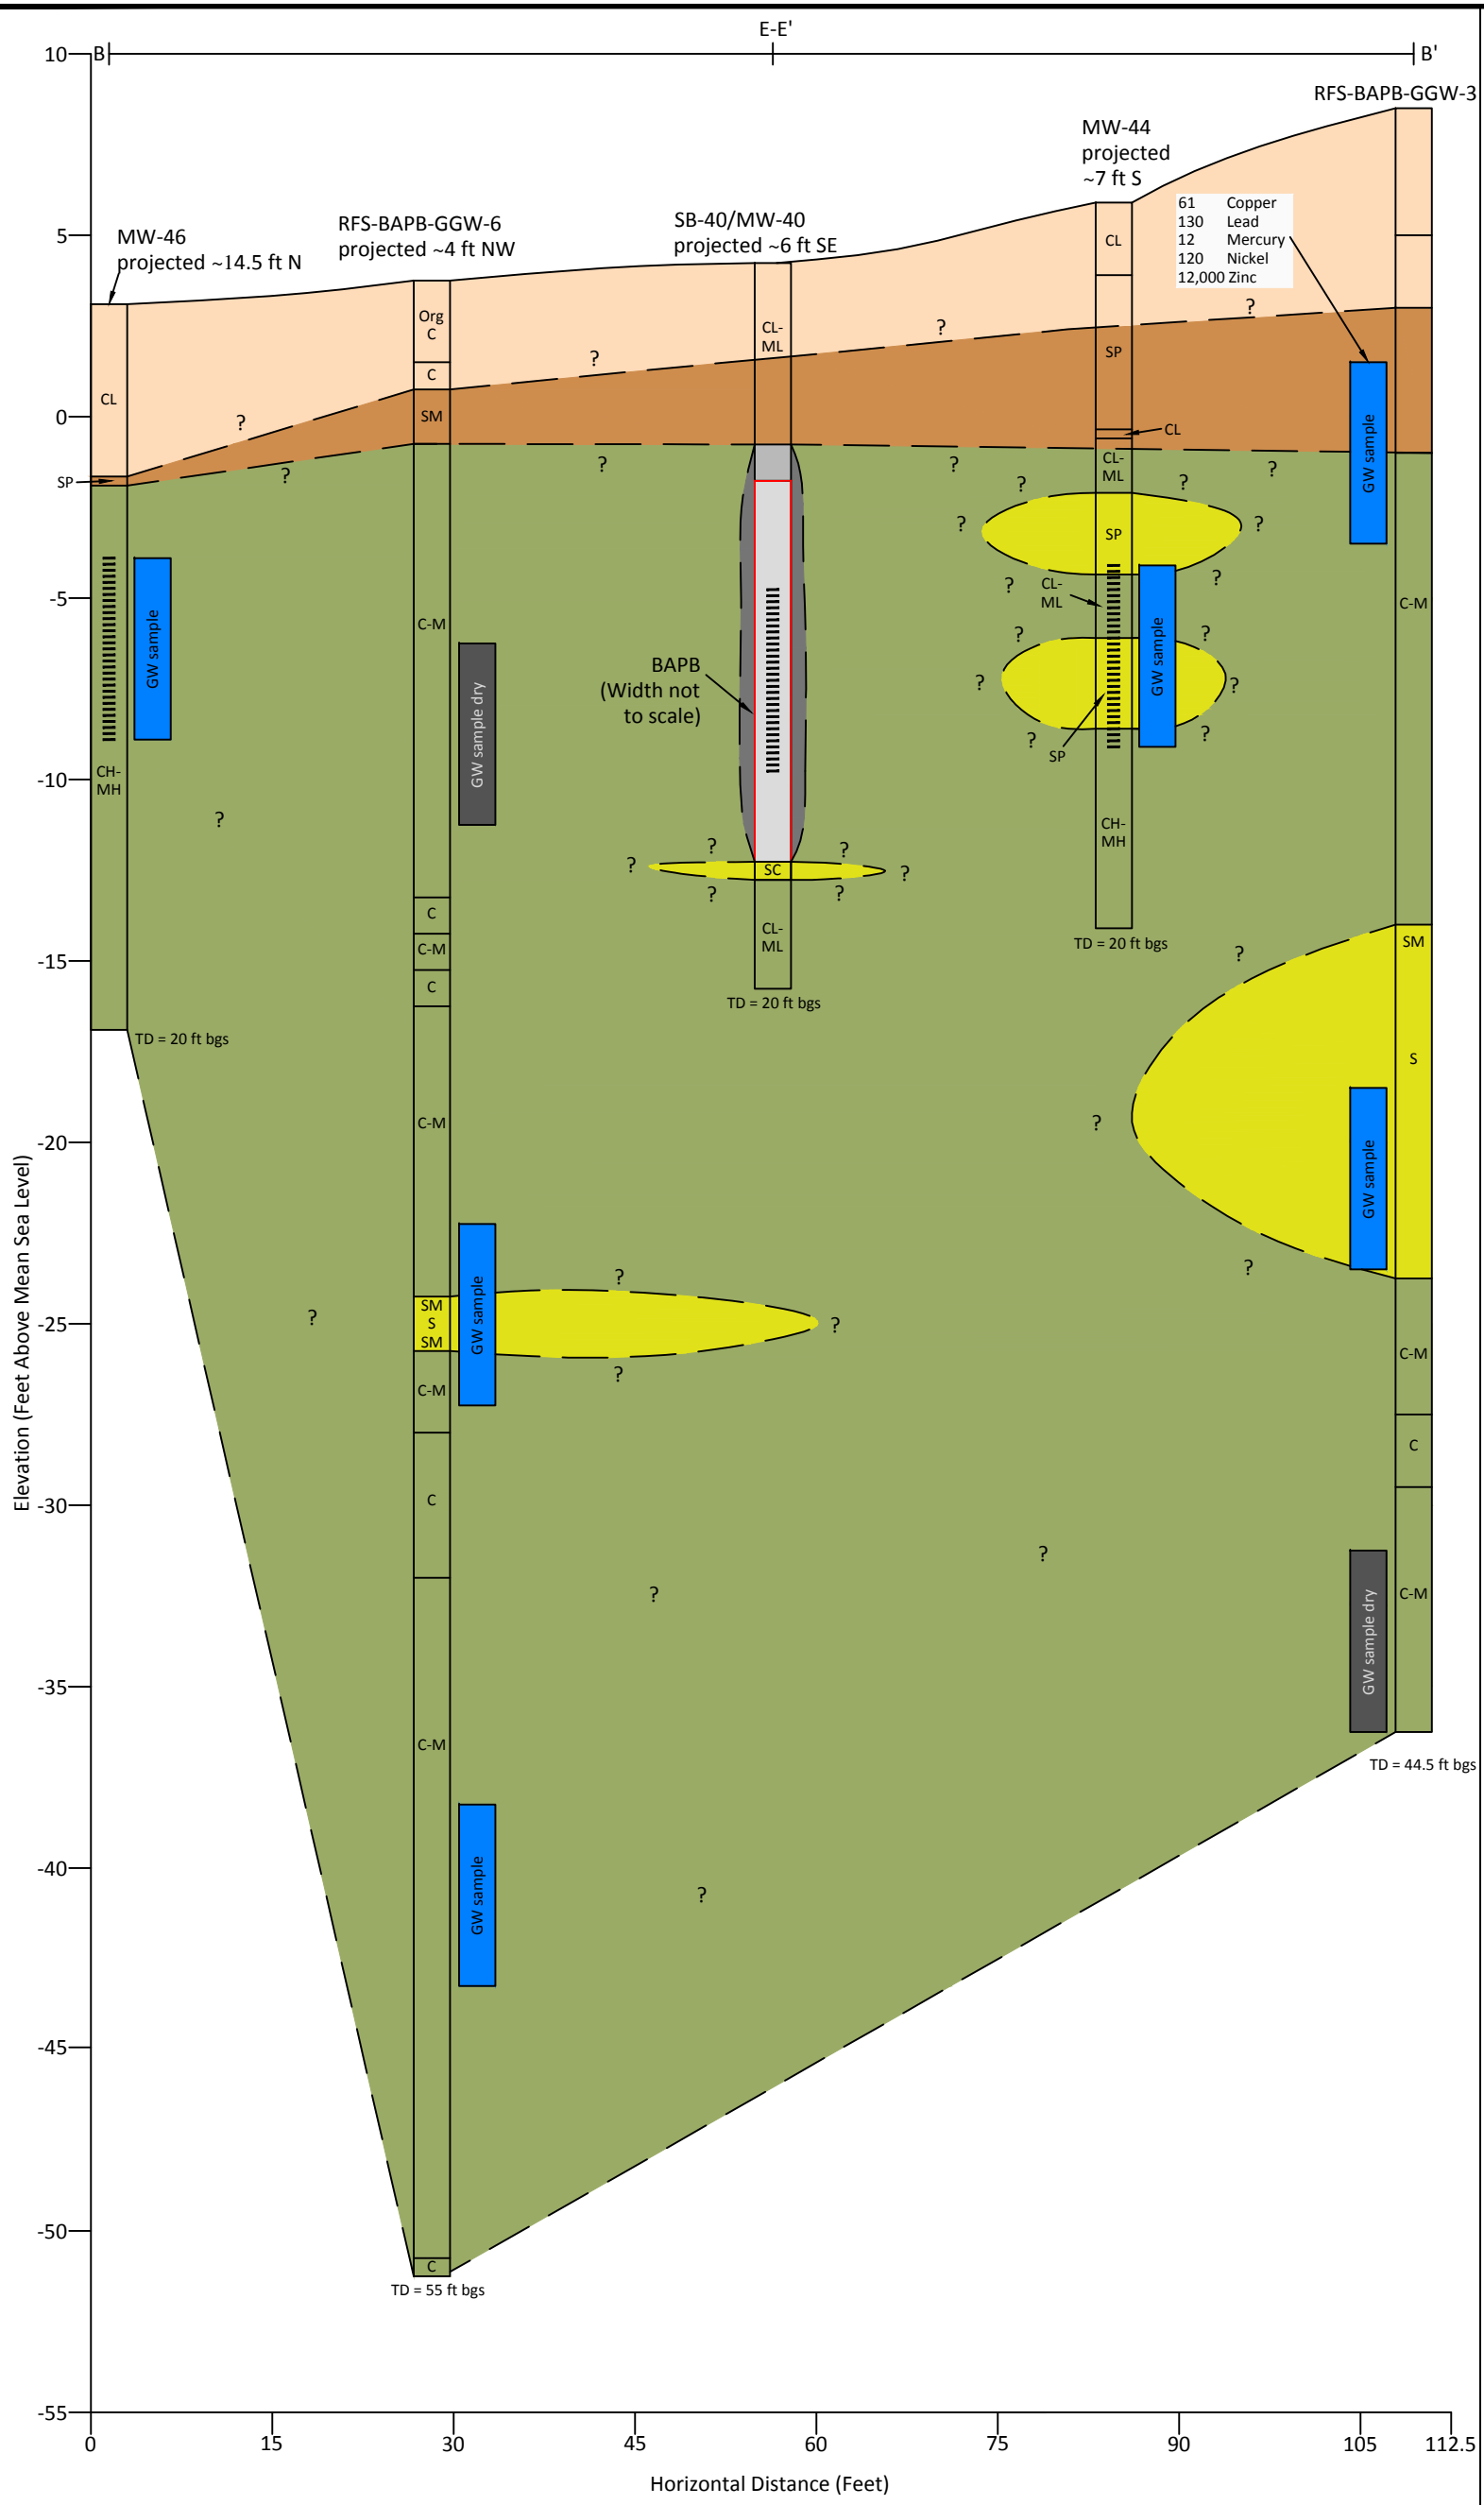 E-E'
10
B
B'
RFS-BAPB-GGW-3
MW-44
projected
~7 ft S
61 Copper
130 Lead
12 Mercury
120 Nickel
12,000 Zinc
RFS-BAPB-GGW-6
projected ~4 ft NW
SB-40/MW-40
projected ~6 ft SE
MW-46
projected ~14.5 ft N
5
CL
Org
C
CL-
ML
?
?
?
?
SP
C
CL
0
?
SM
CL
GW sample
CL-
ML
?
?
?
?
SP
?
?
?
?
SP
?
CL-
ML
?
?
-5
C-M
C-M
GW sample
GW sample
?
?
BAPB
(Width not
to scale)
?
?
GW sample dry
?
?
SP
CH-
MH
-10
?
CH-
MH
?
?
?
SC
?
?
?
C
CL-
ML
C-M
TD = 20 ft bgs
?
SM
-15
C
TD = 20 ft bgs
TD = 20 ft bgs
S
C-M
?
GW sample
-20
Elevation (Feet Above Mean Sea Level)
?
?
SM
S
SM
GW sample
?
?
-25
?
C-M
C-M
C
C
-30
?
?
C-M
GW sample dry
-35
C-M
TD = 44.5 ft bgs
-40
GW sample
?
-45
-50
C
TD = 55 ft bgs
-55
0
15
30
45
60
75
90
105
112.5
Horizontal Distance (Feet)